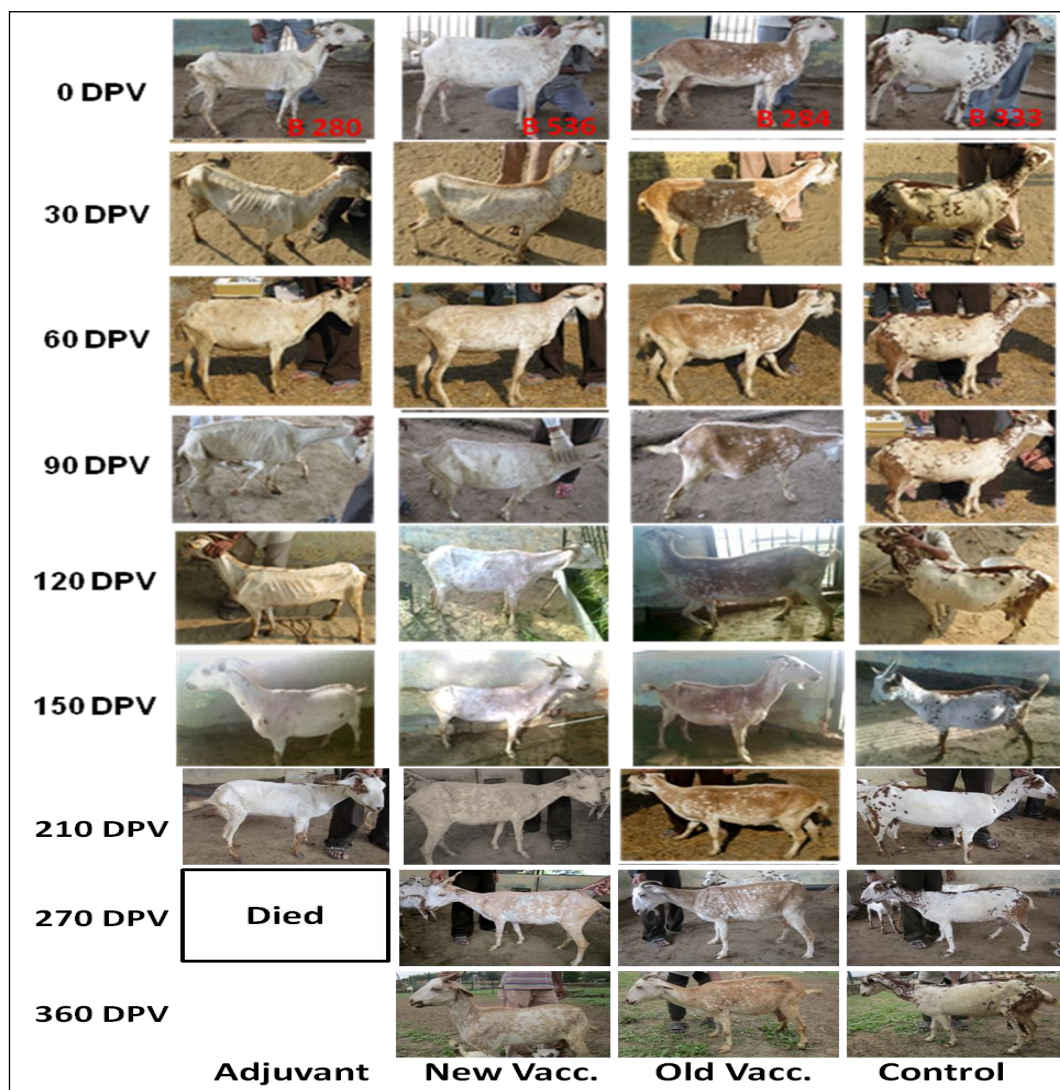 0 DPV
B 280
B 536
B 284
B 333
30 DPV
60 DPV
90 DPV
120 DPV
150 DPV
210 DPV
270 DPV
Died
360 DPV
Adjuvant
New Vacc.
Old Vacc.
Control